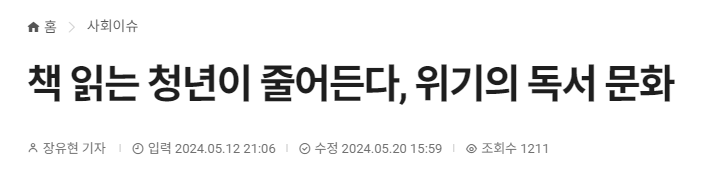 홈 > 사회이슈
책 읽는 청년이 줄어든다, 위기의 독서 문화
장유현 기자 | 입력 2024.05.12 21:06 | 수정 2024.05.20 15:59 | 조회수 1211